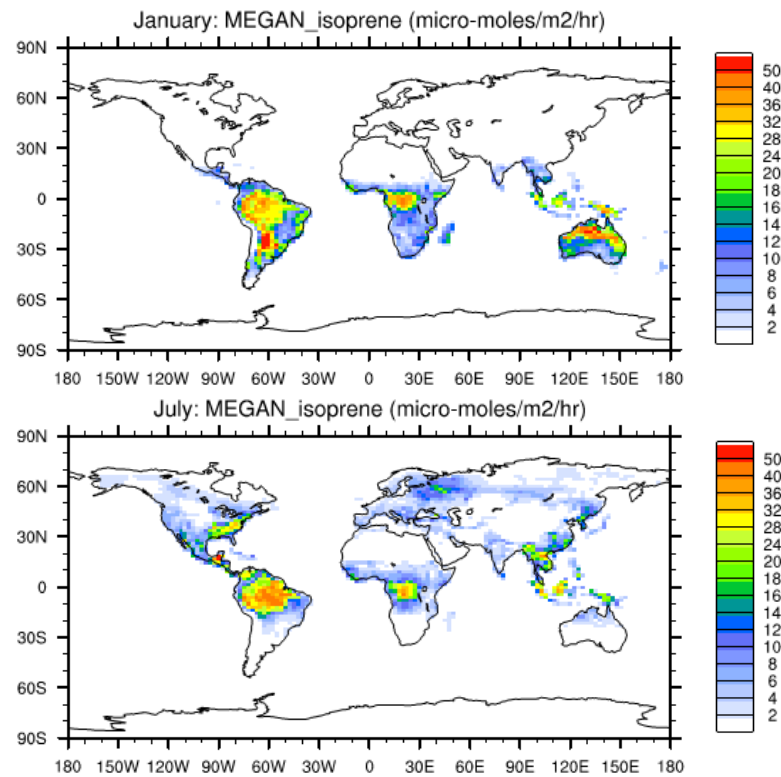 January: MEGAN_isoprene (micro-moles/m2/hr)
90N
60N
30N
0
30S
60S
90S
180 150W 120W 90W 60W 30W 0 30E 60E 90E 120E 150E 180
50
40
36
32
28
24
20
18
16
14
12
10
8
6
4
2
July: MEGAN_isoprene (micro-moles/m2/hr)
90N
60N
30N
0
30S
60S
90S
180 150W 120W 90W 60W 30W 0 30E 60E 90E 120E 150E 180
50
40
36
32
28
24
20
18
16
14
12
10
8
6
4
2